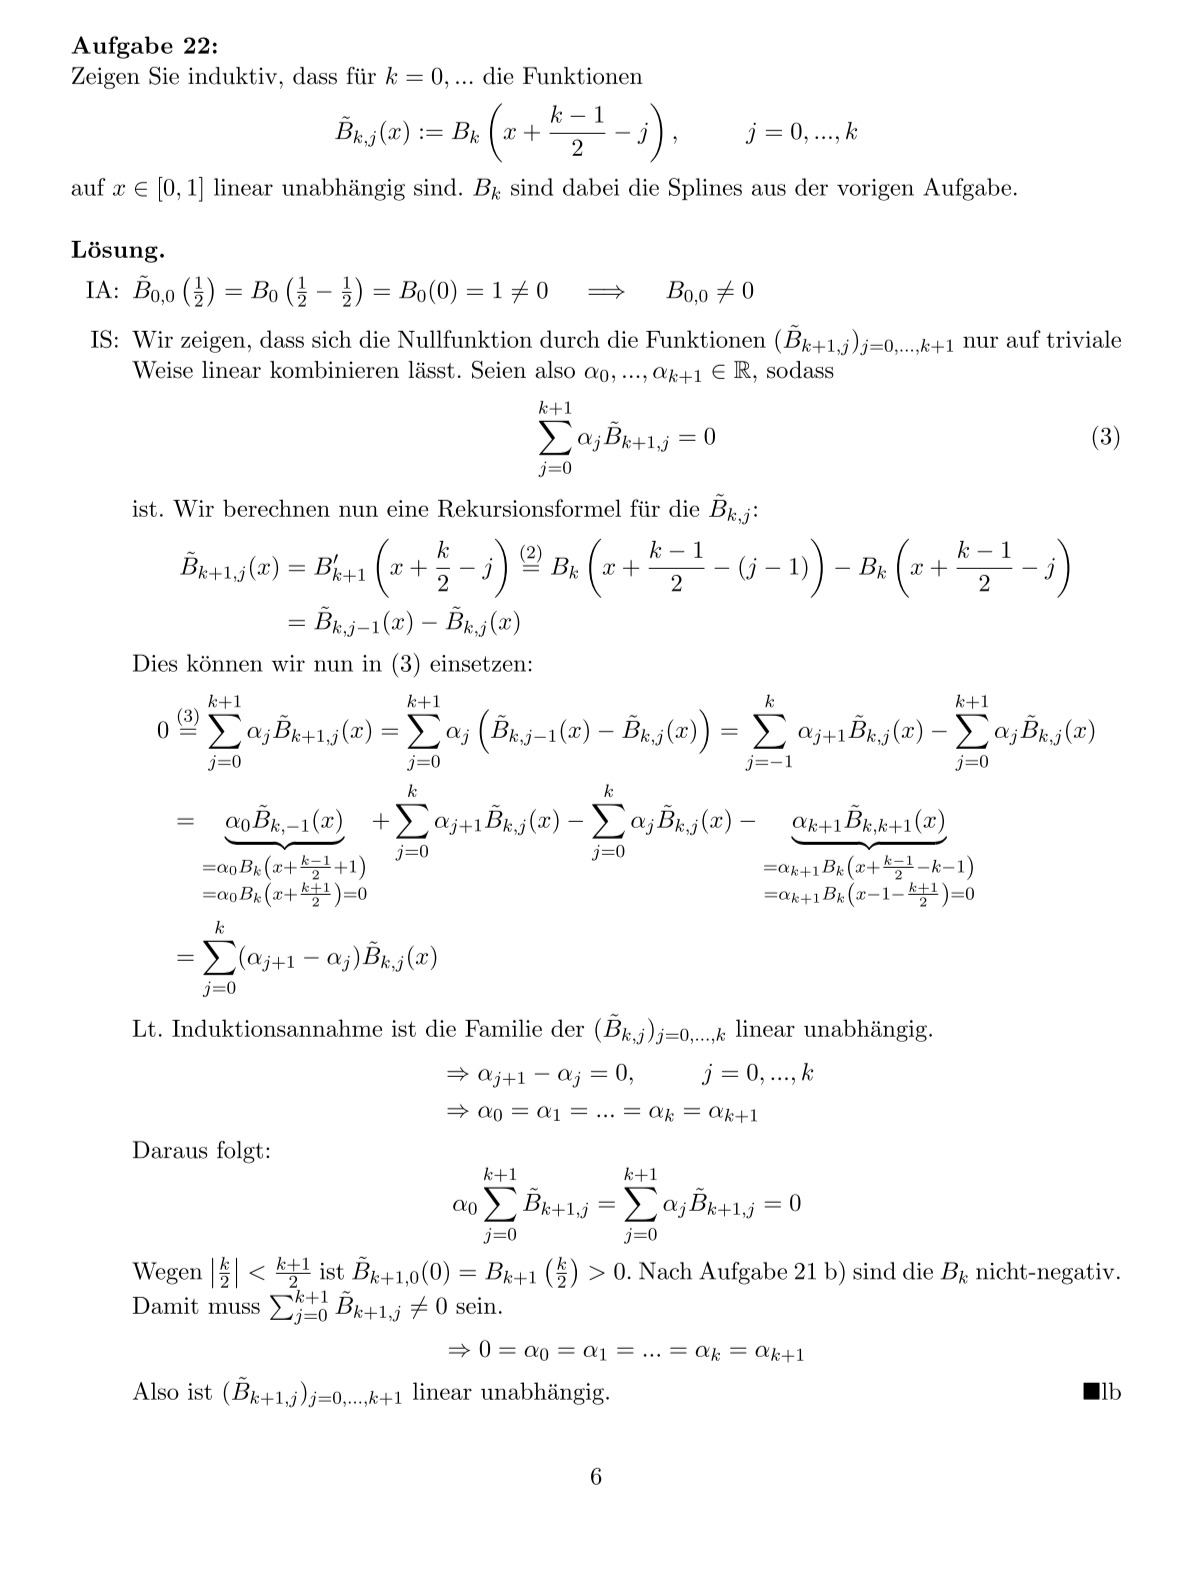 Aufgabe 22:
Zeigen Sie induktiv, dass für $k = 0, ...$ die Funktionen
$\tilde{B}_{k,j}(x) := B_k\left(x + \frac{k-1}{2} - j\right), \qquad j = 0, ..., k$
auf $x \in [0, 1]$ linear unabhängig sind. $B_k$ sind dabei die Splines aus der vorigen Aufgabe.
Lösung.
IA: $\tilde{B}_{0,0}\left(\frac{1}{2}\right) = B_0\left(\frac{1}{2} - \frac{1}{2}\right) = B_0(0) = 1 \neq 0 \quad \Longrightarrow \quad B_{0,0} \neq 0$
IS: Wir zeigen, dass sich die Nullfunktion durch die Funktionen $(\tilde{B}_{k+1,j})_{j=0,...,k+1}$ nur auf triviale
Weise linear kombinieren lässt. Seien also $\alpha_0, ..., \alpha_{k+1} \in \mathbb{R}$, sodass
$\sum_{j=0}^{k+1} \alpha_j \tilde{B}_{k+1,j} = 0$ (3)
ist. Wir berechnen nun eine Rekursionsformel für die $\tilde{B}_{k,j}$:
$\tilde{B}_{k+1,j}(x) = B'_{k+1}\left(x + \frac{k}{2} - j\right) \overset{(2)}{=} B_k\left(x + \frac{k-1}{2} - (j-1)\right) - B_k\left(x + \frac{k-1}{2} - j\right)$
$= \tilde{B}_{k,j-1}(x) - \tilde{B}_{k,j}(x)$
Dies können wir nun in (3) einsetzen:
$0 \overset{(3)}{=} \sum_{j=0}^{k+1} \alpha_j \tilde{B}_{k+1,j}(x) = \sum_{j=0}^{k+1} \alpha_j \left(\tilde{B}_{k,j-1}(x) - \tilde{B}_{k,j}(x)\right) = \sum_{j=-1}^{k} \alpha_{j+1} \tilde{B}_{k,j}(x) - \sum_{j=0}^{k+1} \alpha_j \tilde{B}_{k,j}(x)$
$= \underbrace{\alpha_0 \tilde{B}_{k,-1}(x)}_{\substack{=\alpha_0 B_k\left(x+\frac{k-1}{2}+1\right) \\ =\alpha_0 B_k\left(x+\frac{k+1}{2}\right)=0}} + \sum_{j=0}^{k} \alpha_{j+1} \tilde{B}_{k,j}(x) - \sum_{j=0}^{k} \alpha_j \tilde{B}_{k,j}(x) - \underbrace{\alpha_{k+1} \tilde{B}_{k,k+1}(x)}_{\substack{=\alpha_{k+1} B_k\left(x+\frac{k-1}{2}-k-1\right) \\ =\alpha_{k+1} B_k\left(x-1-\frac{k+1}{2}\right)=0}}$
$= \sum_{j=0}^{k} (\alpha_{j+1} - \alpha_j) \tilde{B}_{k,j}(x)$
Lt. Induktionsannahme ist die Familie der $(\tilde{B}_{k,j})_{j=0,...,k}$ linear unabhängig.
$\Rightarrow \alpha_{j+1} - \alpha_j = 0, \qquad j = 0, ..., k$
$\Rightarrow \alpha_0 = \alpha_1 = ... = \alpha_k = \alpha_{k+1}$
Daraus folgt:
$\alpha_0 \sum_{j=0}^{k+1} \tilde{B}_{k+1,j} = \sum_{j=0}^{k+1} \alpha_j \tilde{B}_{k+1,j} = 0$
Wegen $\left|\frac{k}{2}\right| < \frac{k+1}{2}$ ist $\tilde{B}_{k+1,0}(0) = B_{k+1}\left(\frac{k}{2}\right) > 0$. Nach Aufgabe 21 b) sind die $B_k$ nicht-negativ.
Damit muss $\sum_{j=0}^{k+1} \tilde{B}_{k+1,j} \neq 0$ sein.
$\Rightarrow 0 = \alpha_0 = \alpha_1 = ... = \alpha_k = \alpha_{k+1}$
Also ist $(\tilde{B}_{k+1,j})_{j=0,...,k+1}$ linear unabhängig. ■lb
6